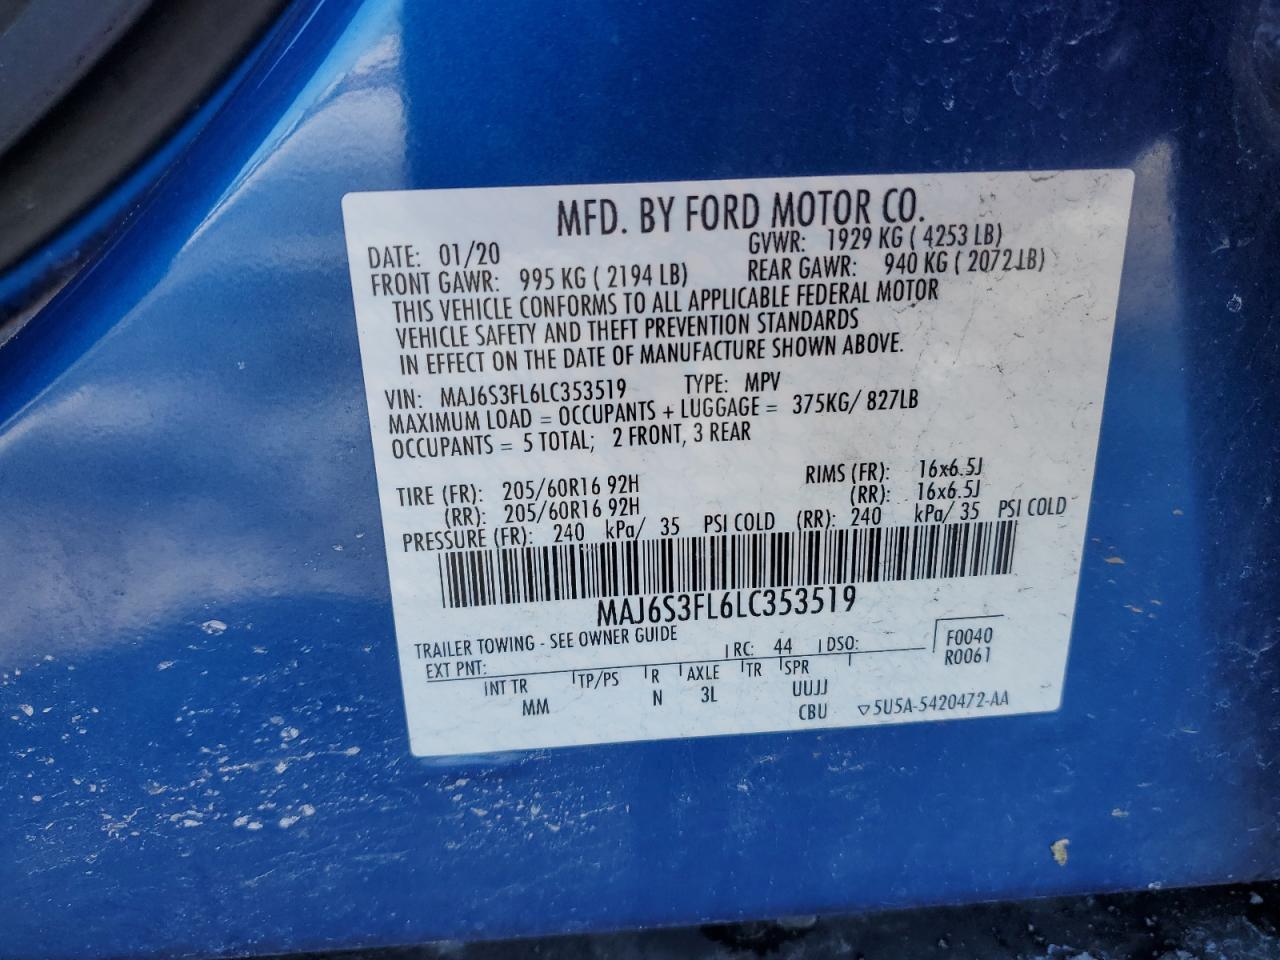 MFD. BY FORD MOTOR CO.
DATE: 01/20 GVWR: 1929 KG ( 4253 LB)
FRONT GAWR: 995 KG ( 2194 LB) REAR GAWR: 940 KG ( 2072 LB)
THIS VEHICLE CONFORMS TO ALL APPLICABLE FEDERAL MOTOR
VEHICLE SAFETY AND THEFT PREVENTION STANDARDS
IN EFFECT ON THE DATE OF MANUFACTURE SHOWN ABOVE.
VIN: MAJ6S3FL6LC353519 TYPE: MPV
MAXIMUM LOAD = OCCUPANTS + LUGGAGE = 375KG/ 827LB
OCCUPANTS = 5 TOTAL; 2 FRONT, 3 REAR
TIRE (FR): 205/60R16 92H RIMS (FR): 16x6.5J
(RR): 205/60R16 92H (RR): 16x6.5J
PRESSURE (FR): 240 kPa/ 35 PSI COLD (RR): 240 kPa/ 35 PSI COLD
MAJ6S3FL6LC353519
TRAILER TOWING - SEE OWNER GUIDE
EXT PNT: RC: 44 DSO: F0040
R0061
INT TR TP/PS R AXLE TR SPR
MM N 3L UUJJ
CBU ▽5U5A-5420472-AA